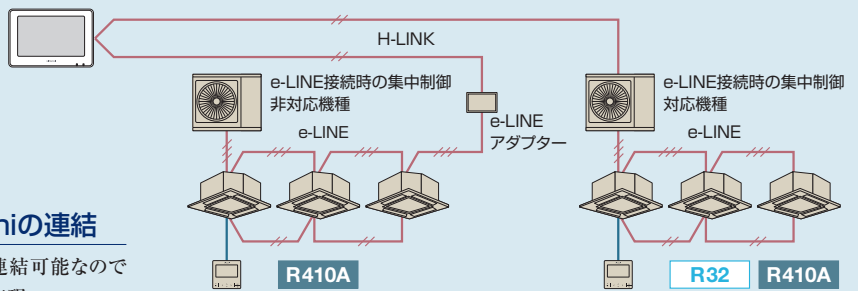 H-LINK
e-LINE接続時の集中制御
非対応機種
e-LINE
e-LINE
アダプター
R410A
e-LINE接続時の集中制御
対応機種
e-LINE
R32
R410A
niの連結
連結可能なので